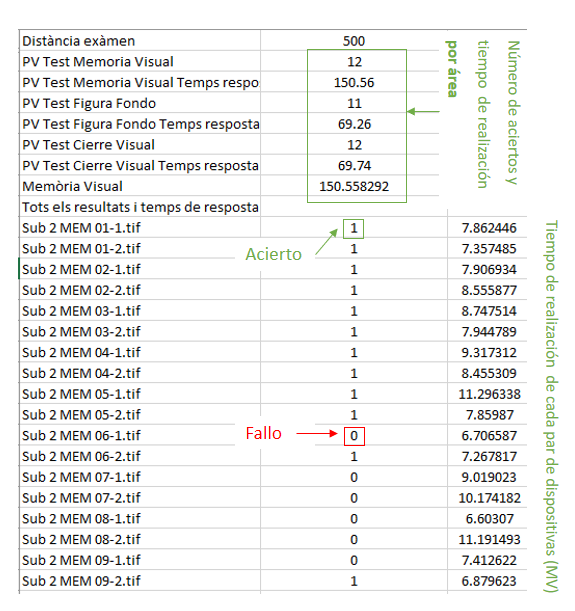 Distància exàmen 500
PV Test Memoria Visual 12
PV Test Memoria Visual Temps respo 150.56
PV Test Figura Fondo 11
PV Test Figura Fondo Temps resposta 69.26
PV Test Cierre Visual 12
PV Test Cierre Visual Temps resposta 69.74
Memòria Visual 150.558292
Tots els resultats i temps de resposta
Número de aciertos y
tiempo de realización
por área
Sub 2 MEM 01-1.tif 1 7.862446
Acierto
Sub 2 MEM 01-2.tif 1 7.357485
Sub 2 MEM 02-1.tif 1 7.906934
Sub 2 MEM 02-2.tif 1 8.555877
Sub 2 MEM 03-1.tif 1 8.747514
Sub 2 MEM 03-2.tif 1 7.944789
Sub 2 MEM 04-1.tif 1 9.317312
Sub 2 MEM 04-2.tif 1 8.455309
Sub 2 MEM 05-1.tif 1 11.296338
Sub 2 MEM 05-2.tif 1 7.85987
Sub 2 MEM 06-1.tif 0 6.706587
Fallo
Sub 2 MEM 06-2.tif 1 7.267817
Sub 2 MEM 07-1.tif 0 9.019023
Sub 2 MEM 07-2.tif 0 10.174182
Sub 2 MEM 08-1.tif 0 6.60307
Sub 2 MEM 08-2.tif 0 11.191493
Sub 2 MEM 09-1.tif 0 7.412622
Sub 2 MEM 09-2.tif 1 6.879623
Tiempo de realización de cada par de dispositivas (MV)